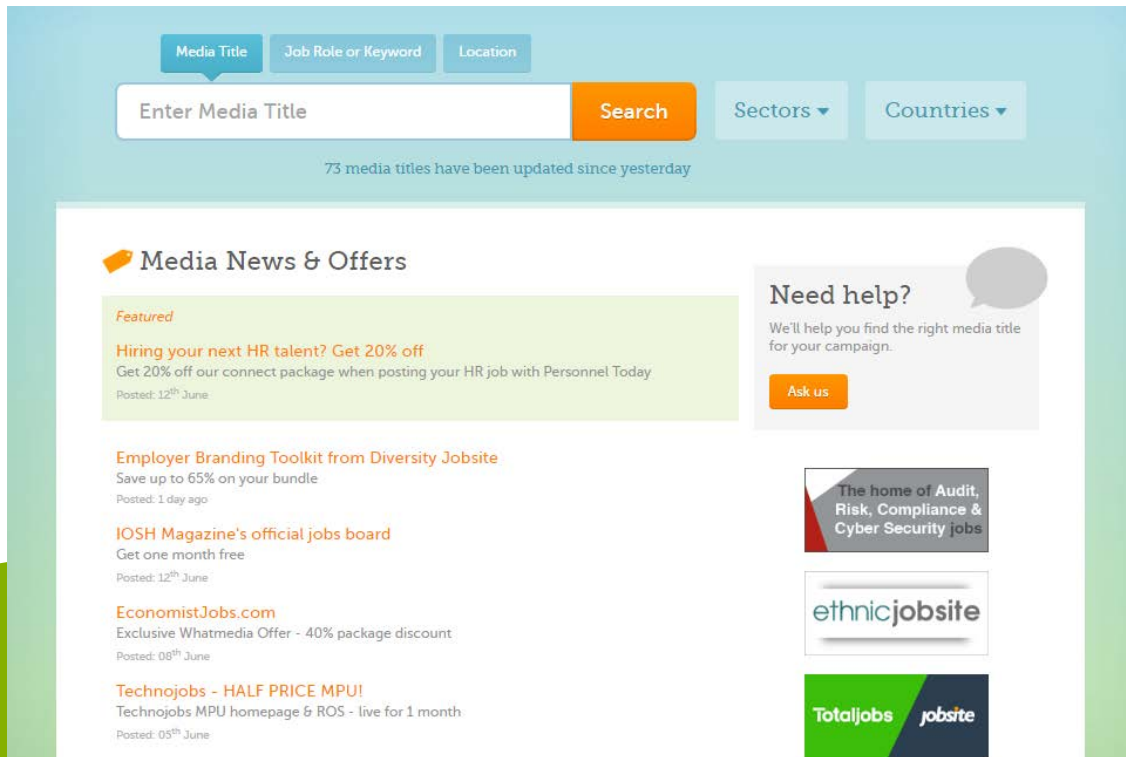 Media Title
Job Role or Keyword
Location
Enter Media Title
Search
Sectors
Countries
73 media titles have been updated since yesterday
Media News & Offers
Featured
Hiring your next HR talent? Get 20% off
Get 20% off our connect package when posting your HR job with Personnel Today
Posted: 12th June
Employer Branding Toolkit from Diversity Jobsite
Save up to 65% on your bundle
Posted: 1 day ago
IOSH Magazine's official jobs board
Get one month free
Posted: 12th June
EconomistJobs.com
Exclusive Whatmedia Offer - 40% package discount
Posted: 08th June
Technojobs - HALF PRICE MPU!
Technojobs MPU homepage & ROS - live for 1 month
Posted: 05th June
Need help?
We'll help you find the right media title
for your campaign.
Ask us
The home of Audit,
Risk, Compliance &
Cyber Security jobs
ethnicjobsite
Totaljobs
jobsite